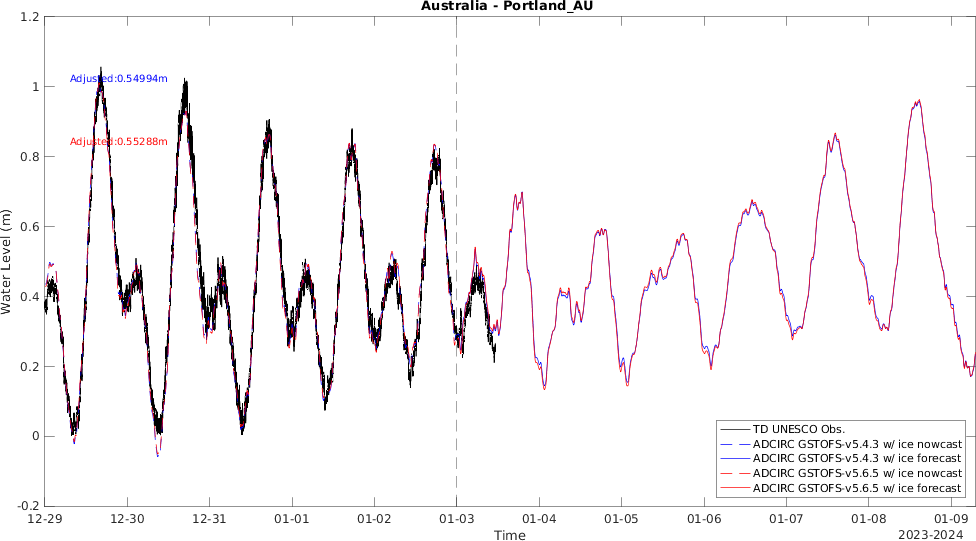 Australia - Portland_AU
1.2
1
0.8
0.6
0.4
0.2
0
-0.2
Water Level (m)
Adjusted:0.54994m
Adjusted:0.55288m
TD UNESCO Obs.
ADCIRC GSTOFS-v5.4.3 w/ ice nowcast
ADCIRC GSTOFS-v5.4.3 w/ ice forecast
ADCIRC GSTOFS-v5.6.5 w/ ice nowcast
ADCIRC GSTOFS-v5.6.5 w/ ice forecast
12-29 12-30 12-31 01-01 01-02 01-03 01-04 01-05 01-06 01-07 01-08 01-09
Time
2023-2024